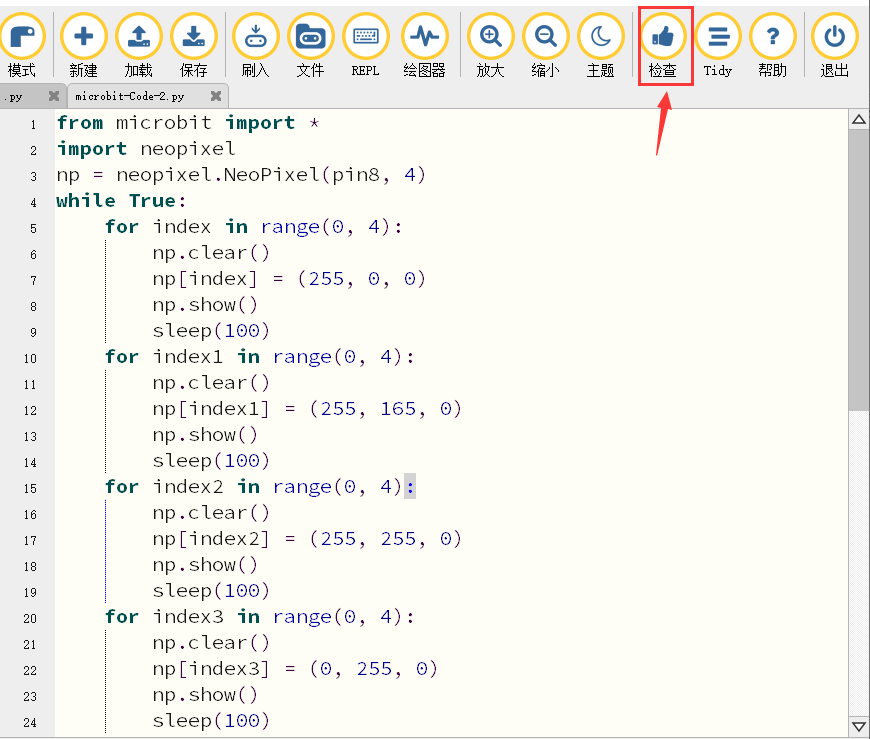 模式 新建 加载 保存 刷入 文件 REPL 绘图器 放大 缩小 主题 检查 Tidy 帮助 退出
.py microbit-Code-2.py
1 from microbit import *
2 import neopixel
3 np = neopixel.NeoPixel(pin8, 4)
4 while True:
5     for index in range(0, 4):
6         np.clear()
7         np[index] = (255, 0, 0)
8         np.show()
9         sleep(100)
10     for index1 in range(0, 4):
11         np.clear()
12         np[index1] = (255, 165, 0)
13         np.show()
14         sleep(100)
15     for index2 in range(0, 4):
16         np.clear()
17         np[index2] = (255, 255, 0)
18         np.show()
19         sleep(100)
20     for index3 in range(0, 4):
21         np.clear()
22         np[index3] = (0, 255, 0)
23         np.show()
24         sleep(100)